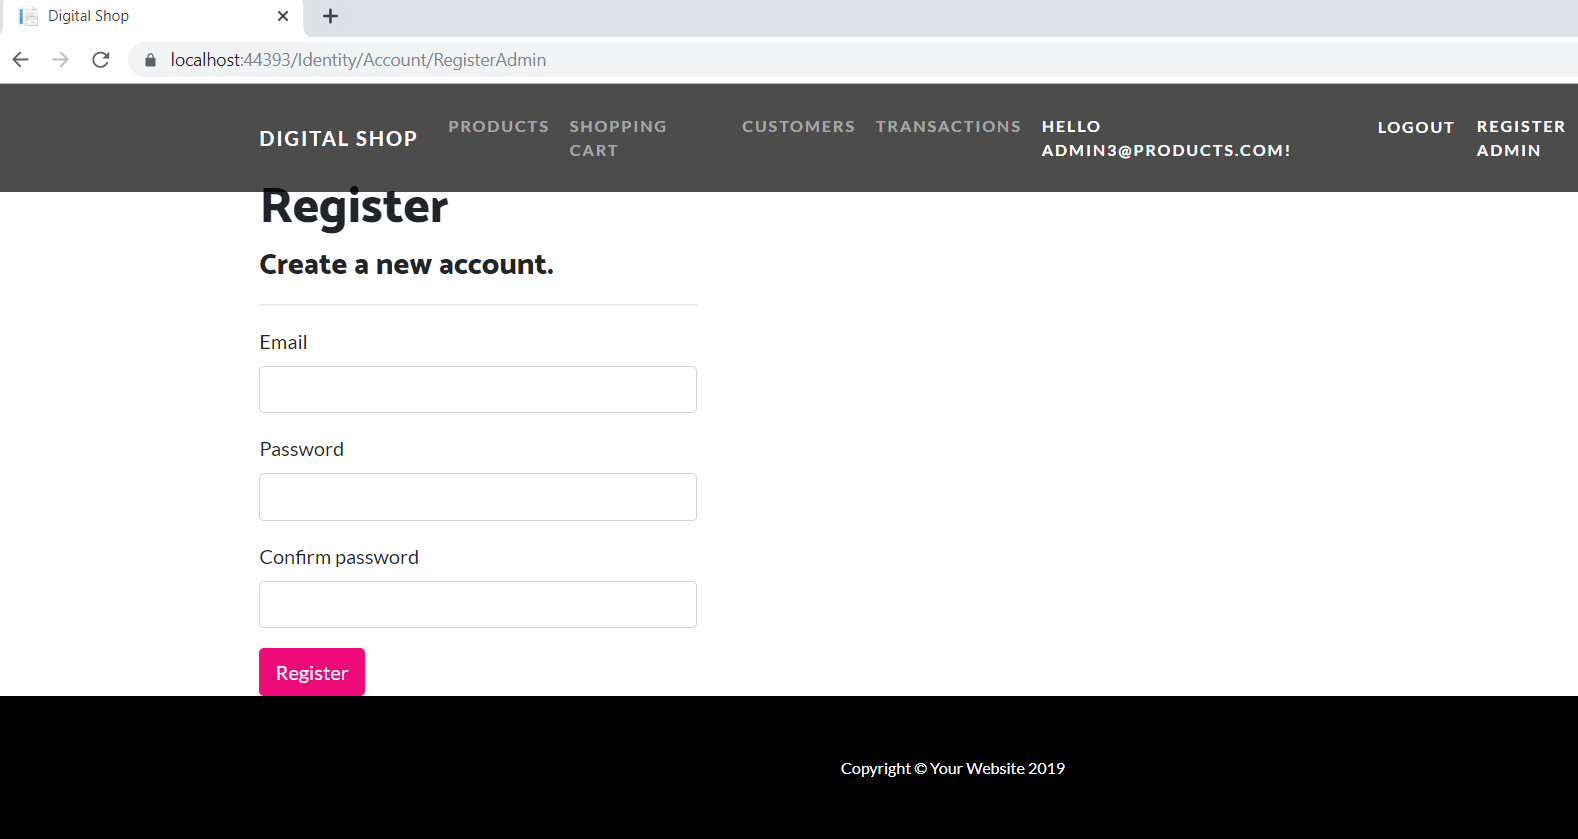 Digital Shop
localhost:44393/Identity/Account/RegisterAdmin
DIGITAL SHOP
PRODUCTS
SHOPPING
CART
CUSTOMERS
TRANSACTIONS
HELLO
ADMIN3@PRODUCTS.COM!
LOGOUT
REGISTER
ADMIN
Register
Create a new account.
Email
Password
Confirm password
Register
Copyright © Your Website 2019